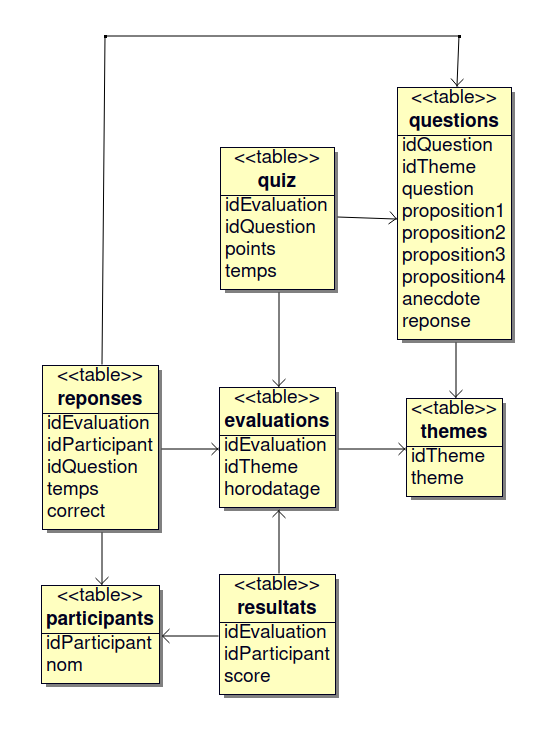 <<table>>
questions
idQuestion
idTheme
question
proposition1
proposition2
proposition3
proposition4
anecdote
reponse
<<table>>
quiz
idEvaluation
idQuestion
points
temps
<<table>>
reponses
idEvaluation
idParticipant
idQuestion
temps
correct
<<table>>
evaluations
idEvaluation
idTheme
horodatage
<<table>>
themes
idTheme
theme
<<table>>
participants
idParticipant
nom
<<table>>
resultats
idEvaluation
idParticipant
score